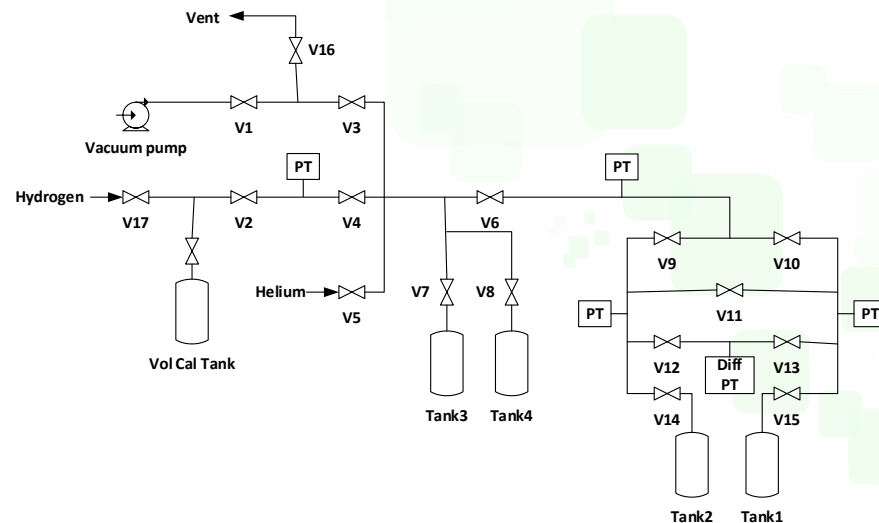 Vent
V16
V1
V3
Vacuum pump
PT
PT
Hydrogen
V17
V2
V4
V6
V9
V10
Helium
V5
V7
V8
V11
PT
PT
Vol Cal Tank
V12
Diff
PT
V13
Tank3
Tank4
V14
V15
Tank2
Tank1